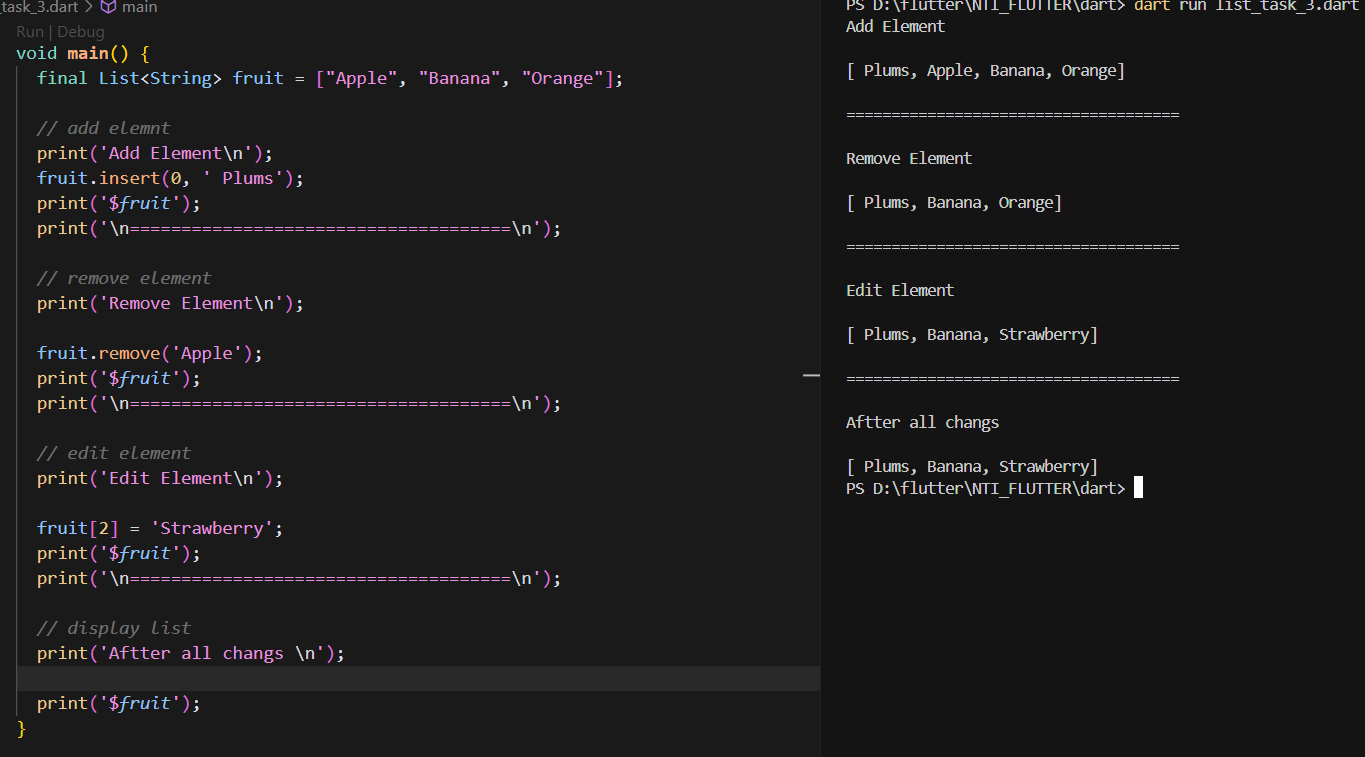 _task_3.dart > main
Run | Debug
void main() {
  final List<String> fruit = ["Apple", "Banana", "Orange"];

  // add elemnt
  print('Add Element\n');
  fruit.insert(0, ' Plums');
  print('$fruit');
  print('\n=====================================\n');

  // remove element
  print('Remove Element\n');

  fruit.remove('Apple');
  print('$fruit');
  print('\n=====================================\n');

  // edit element
  print('Edit Element\n');

  fruit[2] = 'Strawberry';
  print('$fruit');
  print('\n=====================================\n');

  // display list
  print('Aftter all changs \n');

  print('$fruit');
}
PS D:\flutter\NTI_FLUTTER\dart> dart run list_task_3.dart
Add Element

[ Plums, Apple, Banana, Orange]

=====================================

Remove Element

[ Plums, Banana, Orange]

=====================================

Edit Element

[ Plums, Banana, Strawberry]

=====================================

Aftter all changs

[ Plums, Banana, Strawberry]
PS D:\flutter\NTI_FLUTTER\dart>